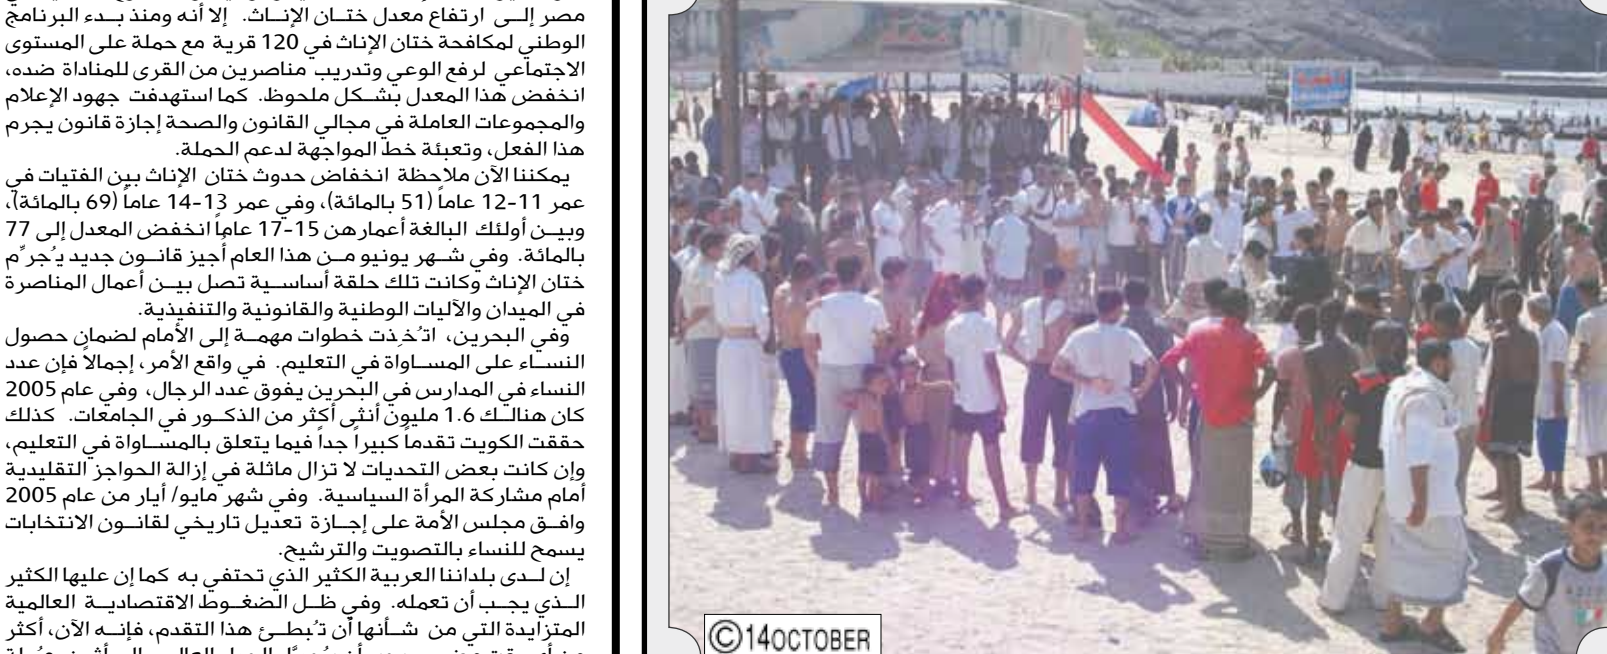 مصر إلى ارتفاع معدل ختان الإناث. إلا أنه ومنذ بدء البرنامج
الوطني لمكافحة ختان الإناث في 120 قرية مع حملة على المستوى
الاجتماعي لرفع الوعي وتدريب مناصرين من القرى للمناداة ضده،
انخفض هذا المعدل بشكل ملحوظ. كما استهدفت جهود الإعلام
والمجموعات العاملة في مجالي القانون والصحة إجازة قانون يجرم
هذا الفعل، وتعبئة خط المواجهة لدعم الحملة.
يمكننا الآن ملاحظة انخفاض حدوث ختان الإناث بين الفتيات في
عمر 11-12 عاماً (51 بالمائة)، وفي عمر 13-14 عاماً (69 بالمائة)،
وبين أولئك البالغة أعمارهن 15-17 عاماً انخفض المعدل إلى 77
بالمائة. وفي شهر يونيو من هذا العام أجيز قانون جديد يُجرِّم
ختان الإناث وكانت تلك حلقة أساسية تصل بين أعمال المناصرة
في الميدان والآليات الوطنية والقانونية والتنفيذية.
وفي البحرين، اتُخِذت خطوات مهمة إلى الأمام لضمان حصول
النساء على المساواة في التعليم. في واقع الأمر، إجمالاً فإن عدد
النساء في المدارس في البحرين يفوق عدد الرجال، وفي عام 2005
كان هنالك 1.6 مليون أنثى أكثر من الذكور في الجامعات. كذلك
حققت الكويت تقدماً كبيراً جداً فيما يتعلق بالمساواة في التعليم،
وإن كانت بعض التحديات لا تزال ماثلة في إزالة الحواجز التقليدية
أمام مشاركة المرأة السياسية. وفي شهر مايو/ أيار من عام 2005
وافق مجلس الأمة على إجازة تعديل تاريخي لقانون الانتخابات
يسمح للنساء بالتصويت والترشيح.
إن لدى بلداننا العربية الكثير الذي تحتفي به كما إن عليها الكثير
الذي يجب أن تعمله. وفي ظل الضغوط الاقتصادية العالمية
المتزايدة التي من شأنها أن تُبطئ هذا التقدم، فإنه الآن، أكثر
©14OCTOBER